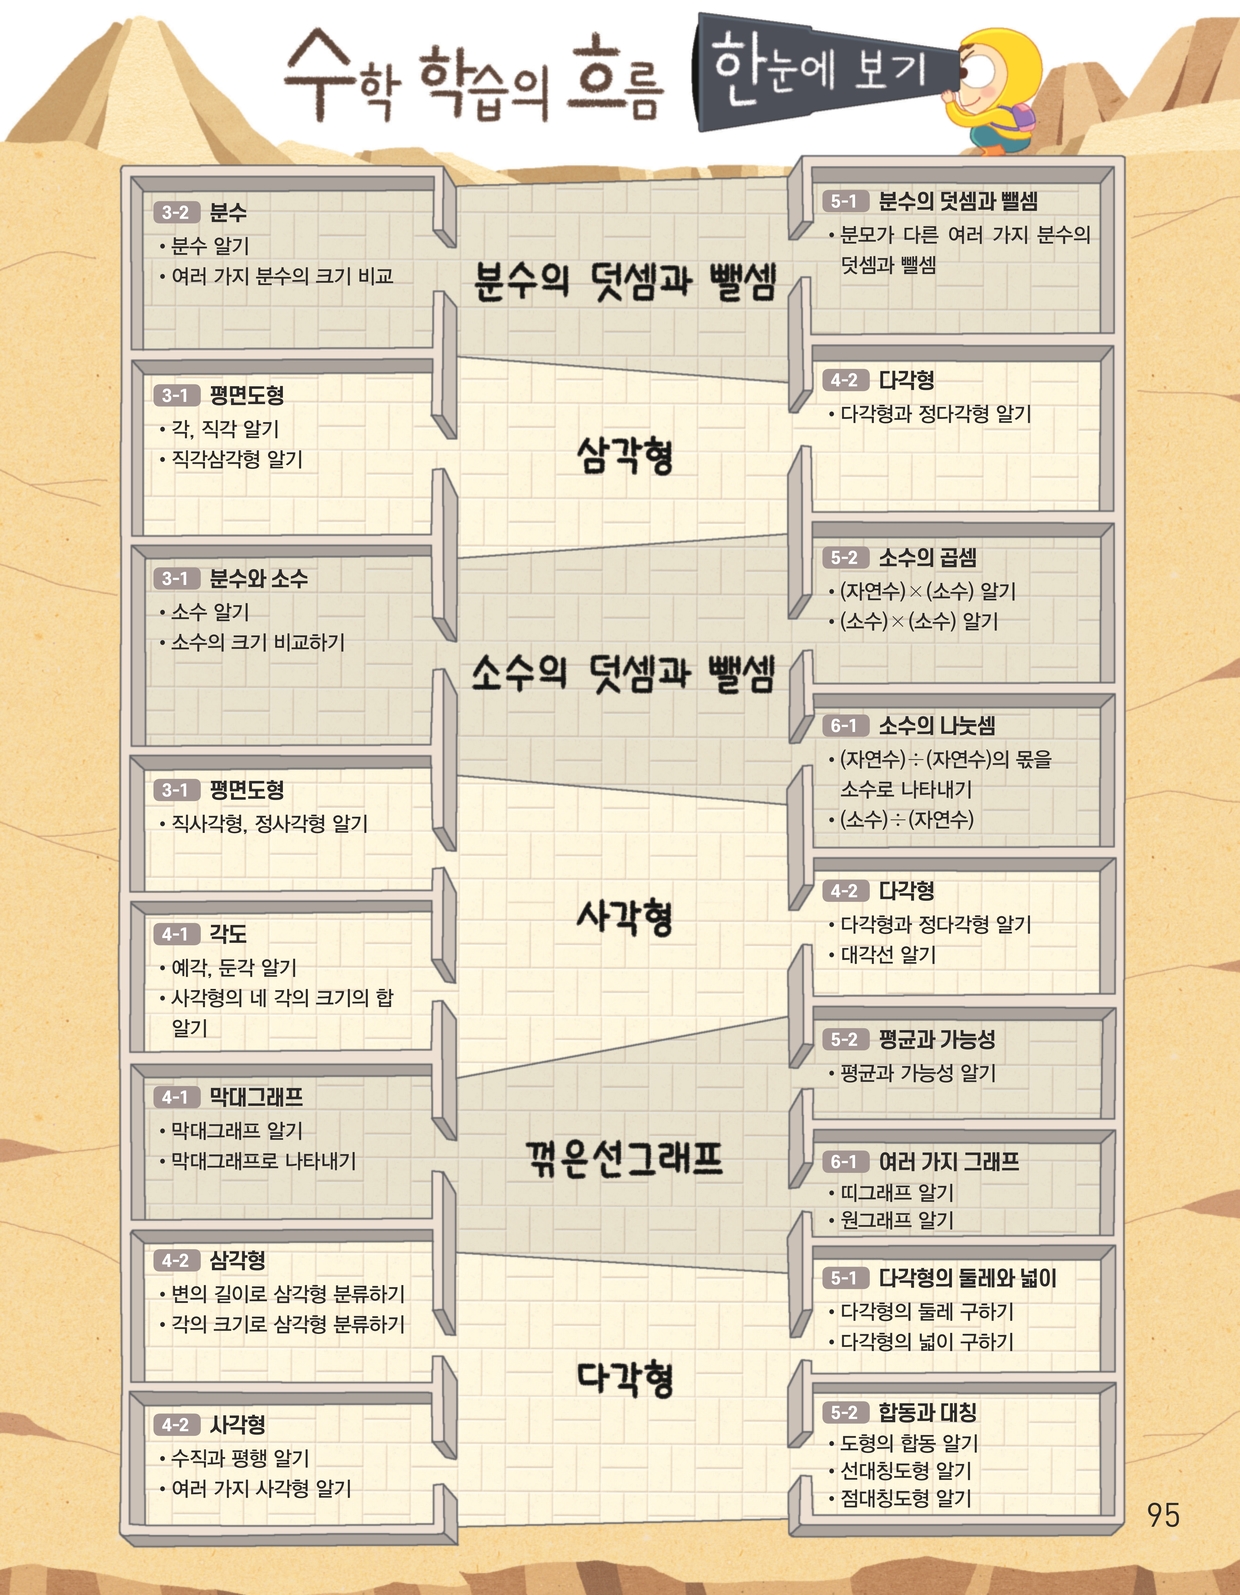 수학 학습의 흐름 한눈에 보기
3-2 분수
• 분수 알기
• 여러 가지 분수의 크기 비교
분수의 덧셈과 뺄셈
5-1 분수의 덧셈과 뺄셈
• 분모가 다른 여러 가지 분수의
덧셈과 뺄셈
3-1 평면도형
• 각, 직각 알기
• 직각삼각형 알기
삼각형
4-2 다각형
• 다각형과 정다각형 알기
3-1 분수와 소수
• 소수 알기
• 소수의 크기 비교하기
소수의 덧셈과 뺄셈
5-2 소수의 곱셈
• (자연수)×(소수) 알기
• (소수)×(소수) 알기
6-1 소수의 나눗셈
• (자연수)÷(자연수)의 몫을
소수로 나타내기
• (소수)÷(자연수)
3-1 평면도형
• 직사각형, 정사각형 알기
4-1 각도
• 예각, 둔각 알기
• 사각형의 네 각의 크기의 합
알기
사각형
4-2 다각형
• 다각형과 정다각형 알기
• 대각선 알기
4-1 막대그래프
• 막대그래프 알기
• 막대그래프로 나타내기
꺾은선그래프
5-2 평균과 가능성
• 평균과 가능성 알기
6-1 여러 가지 그래프
• 띠그래프 알기
• 원그래프 알기
4-2 삼각형
• 변의 길이로 삼각형 분류하기
• 각의 크기로 삼각형 분류하기
4-2 사각형
• 수직과 평행 알기
• 여러 가지 사각형 알기
다각형
5-1 다각형의 둘레와 넓이
• 다각형의 둘레 구하기
• 다각형의 넓이 구하기
5-2 합동과 대칭
• 도형의 합동 알기
• 선대칭도형 알기
• 점대칭도형 알기
95